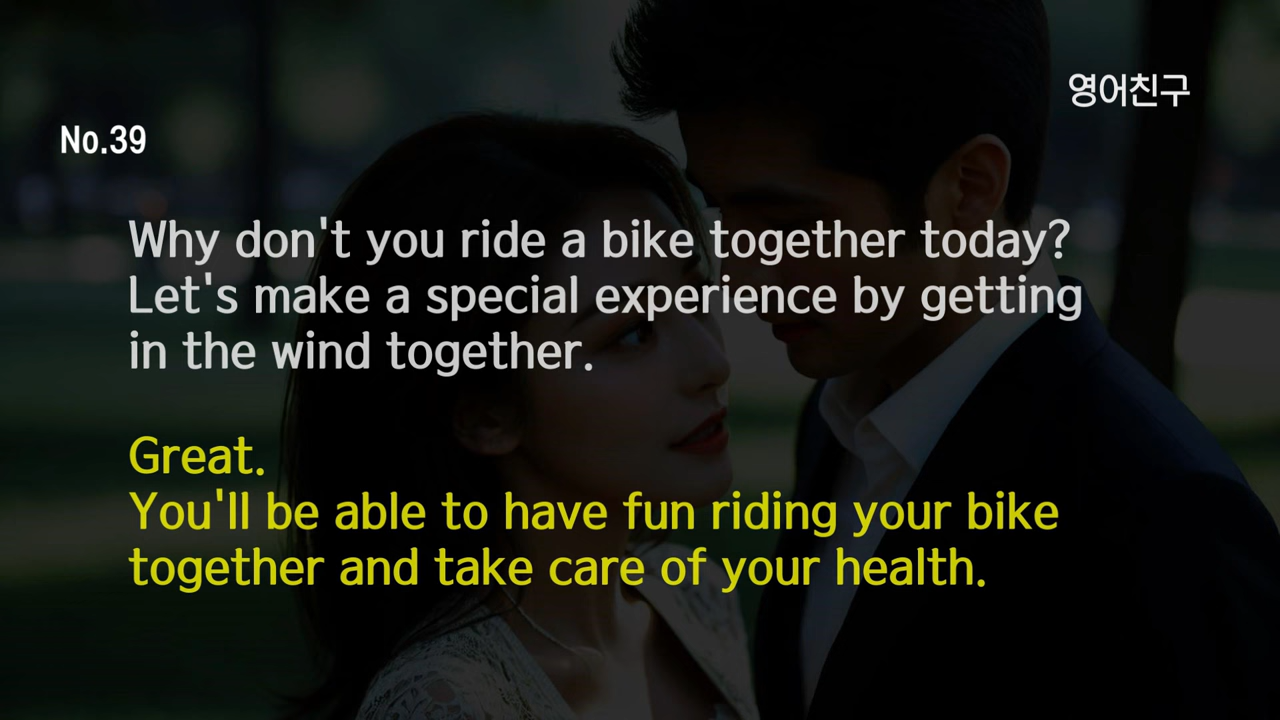 영어친구
No.39
Why don't you ride a bike together today?
Let's make a special experience by getting
in the wind together.
Great.
You'll be able to have fun riding your bike
together and take care of your health.